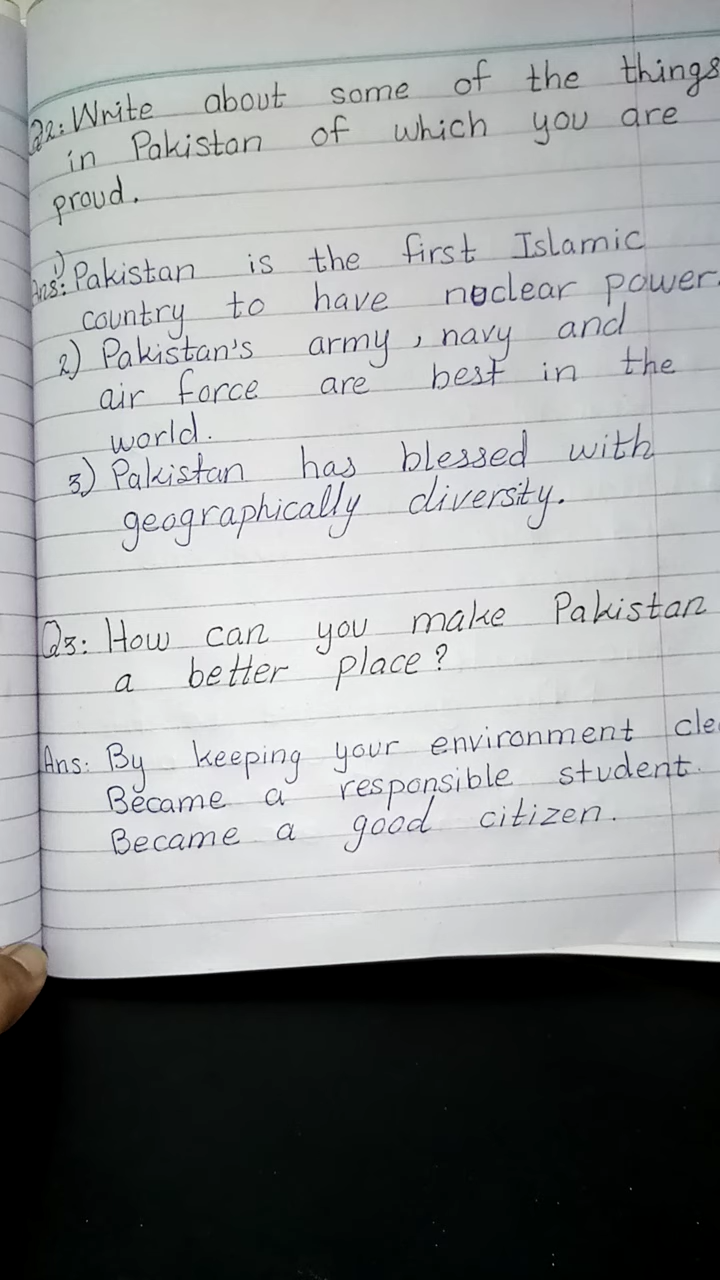 Q2: Write about some of the things
in Pakistan of which you are
proud.
1)
Ans: Pakistan is the first Islamic
country to have nuclear power.
2) Pakistan's army, navy and
air force are best in the
world.
3) Pakistan has blessed with
geographically diversity.
Q3: How can you make Pakistan
a better place?
Ans: By keeping your environment cle
Became a responsible student.
Became a good citizen.